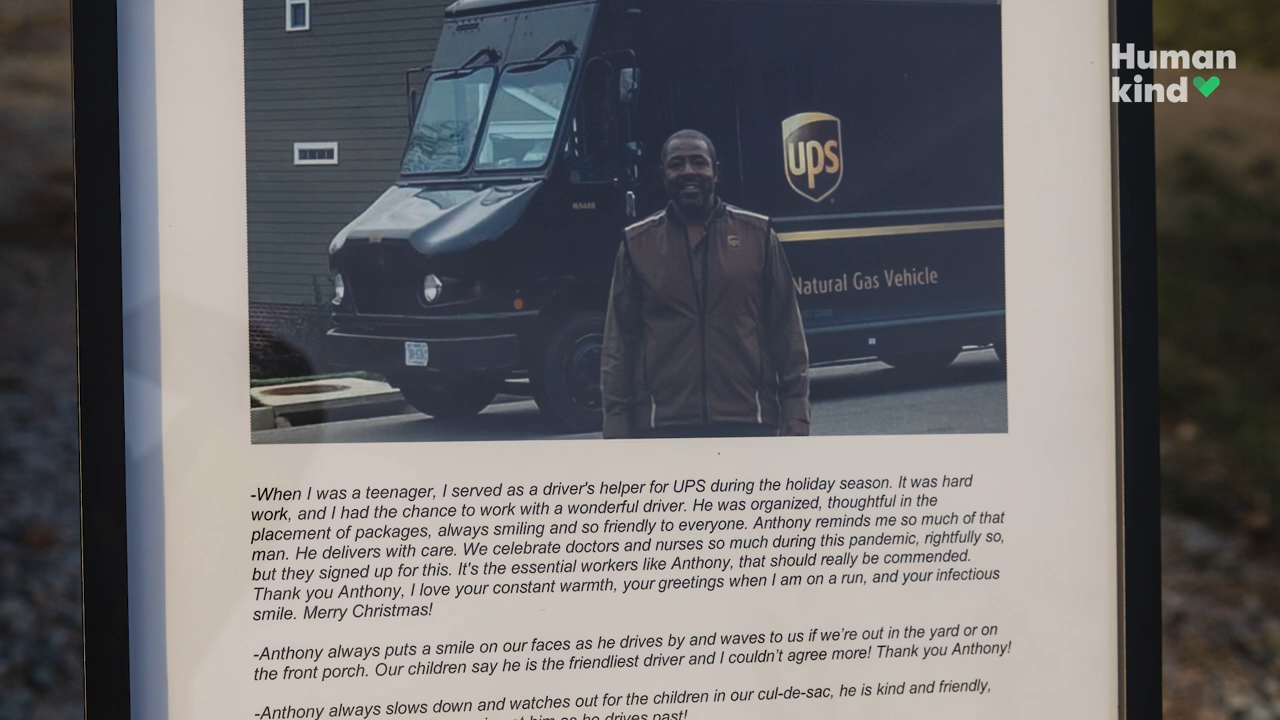 Human
kind
ups
Natural Gas Vehicle
-When I was a teenager, I served as a driver's helper for UPS during the holiday season. It was hard
work, and I had the chance to work with a wonderful driver. He was organized, thoughtful in the
placement of packages, always smiling and so friendly to everyone. Anthony reminds me so much of that
man. He delivers with care. We celebrate doctors and nurses so much during this pandemic, rightfully so,
but they signed up for this. It's the essential workers like Anthony, that should really be commended.
Thank you Anthony, I love your constant warmth, your greetings when I am on a run, and your infectious
smile. Merry Christmas!
-Anthony always puts a smile on our faces as he drives by and waves to us if we're out in the yard or on
the front porch. Our children say he is the friendliest driver and I couldn't agree more! Thank you Anthony!
-Anthony always slows down and watches out for the children in our cul-de-sac, he is kind and friendly,
at him as he drives past!